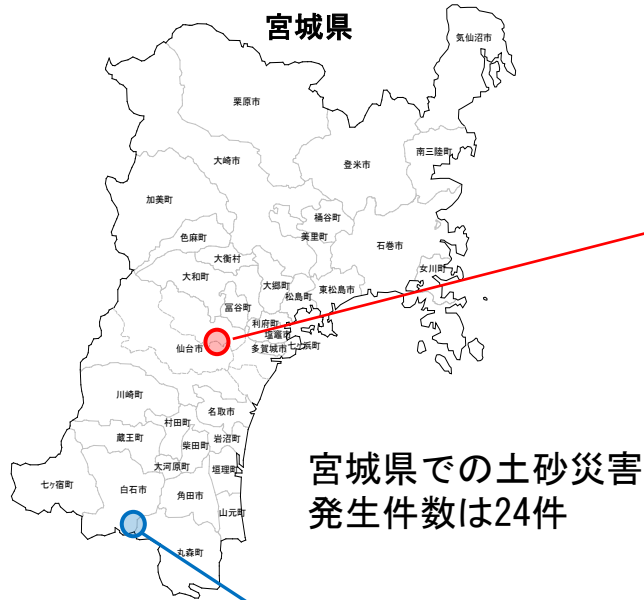 宮城県
気仙沼市
栗原市
南三陸町
登米市
大崎市
加美町
桶谷町
美里町
色麻町
石巻市
大衡村
女川町
大和町
大郷町
東松島市
松島町
富谷町
利府町
塩竈市
仙台市
多賀城市
七ヶ浜町
川崎町
名取市
村田町
蔵王町
柴田町
岩沼町
大河原町
垣理町
七ヶ宿町
白石市
角田市
山元町
丸森町
宮城県での土砂災害
発生件数は24件